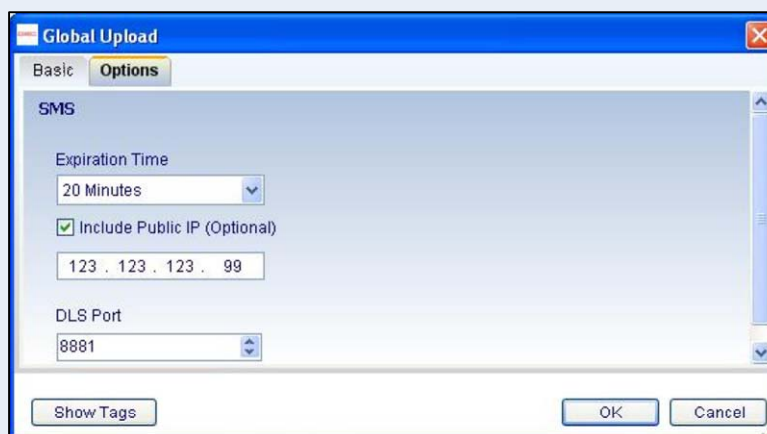 Global Upload
Basic Options
SMS
Expiration Time
20 Minutes
Include Public IP (Optional)
123 . 123 . 123 . 99
DLS Port
8881
Show Tags OK Cancel